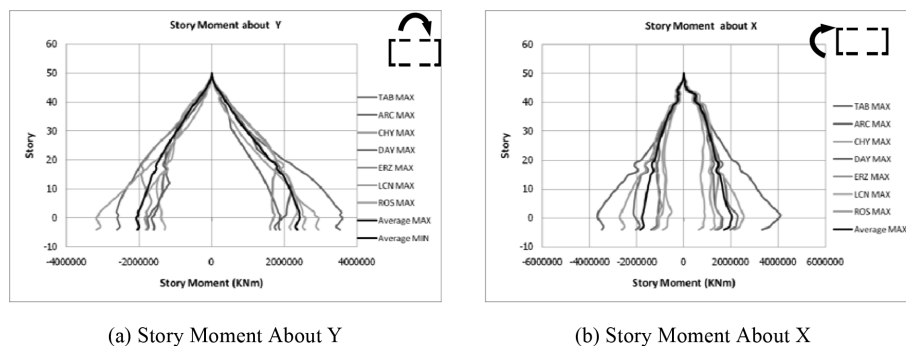 Story Moment about Y
60
50
40
30
20
10
0
-10
Story
-4000000 -2000000 0 2000000 4000000
Story Moment (KNm)
TAB MAX
ARC MAX
CHY MAX
DAY MAX
ERZ MAX
LCN MAX
ROS MAX
Average MAX
Average MIN
(a) Story Moment About Y
Story Moment about X
60
50
40
30
20
10
0
-10
Story
-6000000 -4000000 -2000000 0 2000000 4000000 6000000
Story Moment (KNm)
TAB MAX
ARC MAX
CHY MAX
DAY MAX
ERZ MAX
LCN MAX
ROS MAX
Average MAX
(b) Story Moment About X